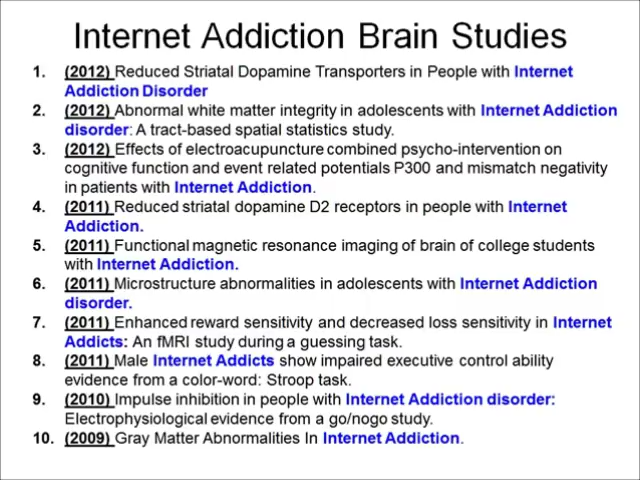 Internet Addiction Brain Studies
1. (2012) Reduced Striatal Dopamine Transporters in People with Internet
Addiction Disorder
2. (2012) Abnormal white matter integrity in adolescents with Internet Addiction
disorder: A tract-based spatial statistics study.
3. (2012) Effects of electroacupuncture combined psycho-intervention on
cognitive function and event related potentials P300 and mismatch negativity
in patients with Internet Addiction.
4. (2011) Reduced striatal dopamine D2 receptors in people with Internet
Addiction.
5. (2011) Functional magnetic resonance imaging of brain of college students
with Internet Addiction.
6. (2011) Microstructure abnormalities in adolescents with Internet Addiction
disorder.
7. (2011) Enhanced reward sensitivity and decreased loss sensitivity in Internet
Addicts: An fMRI study during a guessing task.
8. (2011) Male Internet Addicts show impaired executive control ability
evidence from a color-word: Stroop task.
9. (2010) Impulse inhibition in people with Internet Addiction disorder:
Electrophysiological evidence from a go/nogo study.
10. (2009) Gray Matter Abnormalities In Internet Addiction.